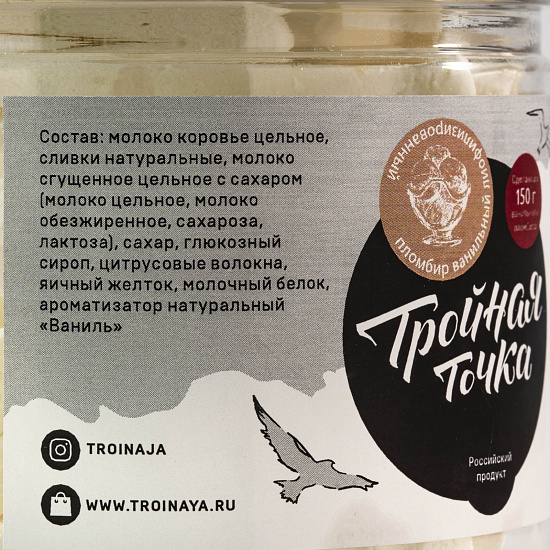 Состав: молоко коровье цельное,
сливки натуральные, молоко
сгущенное цельное с сахаром
(молоко цельное, молоко
обезжиренное, сахароза,
лактоза), сахар, глюкозный
сироп, цитрусовые волокна,
яичный желток, молочный белок,
ароматизатор натуральный
«Ваниль»
TROINAJA
WWW.TROINAYA.RU
пломбир ванильный лиофилизированный
150 г
Тройная
Точка
Российский
продукт